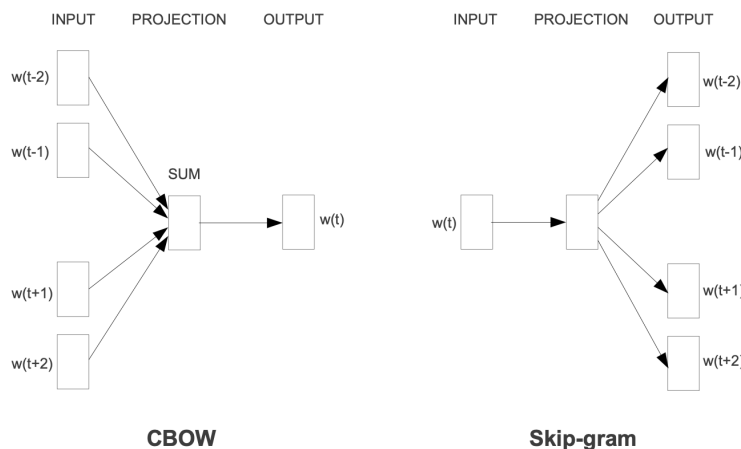 INPUT PROJECTION OUTPUT
w(t-2)
w(t-1)
SUM
w(t)
w(t+1)
w(t+2)
CBOW
INPUT PROJECTION OUTPUT
w(t-2)
w(t-1)
w(t)
w(t+1)
w(t+2)
Skip-gram